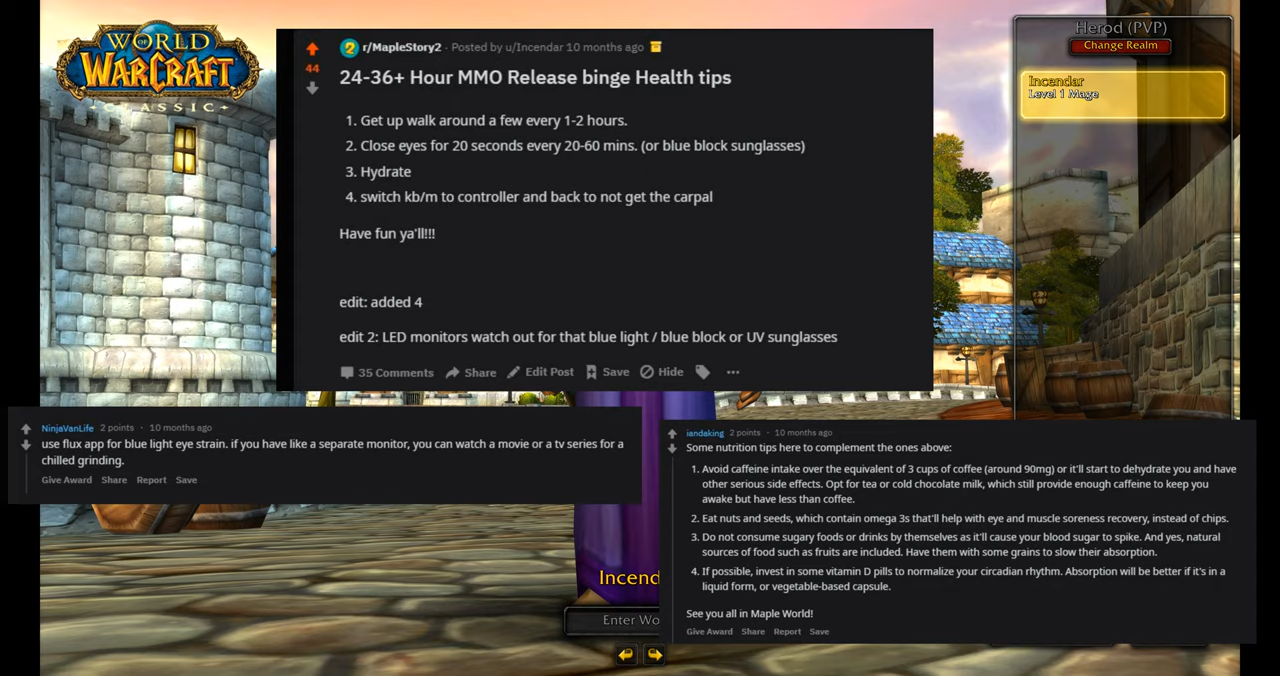 WORLD
OF
WARCRAFT
CLASSIC
r/MapleStory2 · Posted by u/Incendar 10 months ago
44
24-36+ Hour MMO Release binge Health tips
1. Get up walk around a few every 1-2 hours.
2. Close eyes for 20 seconds every 20-60 mins. (or blue block sunglasses)
3. Hydrate
4. switch kb/m to controller and back to not get the carpal
Have fun ya'll!!!
edit: added 4
edit 2: LED monitors watch out for that blue light / blue block or UV sunglasses
35 Comments Share Edit Post Save Hide ···
Herod (PVP)
Change Realm
Incendar
Level 1 Mage
NinjaVanLife 2 points · 10 months ago
use flux app for blue light eye strain. if you have like a separate monitor, you can watch a movie or a tv series for a
chilled grinding.
Give Award Share Report Save
iandaking 2 points · 10 months ago
Some nutrition tips here to complement the ones above:
1. Avoid caffeine intake over the equivalent of 3 cups of coffee (around 90mg) or it'll start to dehydrate you and have
other serious side effects. Opt for tea or cold chocolate milk, which still provide enough caffeine to keep you
awake but have less than coffee.
2. Eat nuts and seeds, which contain omega 3s that'll help with eye and muscle soreness recovery, instead of chips.
3. Do not consume sugary foods or drinks by themselves as it'll cause your blood sugar to spike. And yes, natural
sources of food such as fruits are included. Have them with some grains to slow their absorption.
4. If possible, invest in some vitamin D pills to normalize your circadian rhythm. Absorption will be better if it's in a
liquid form, or vegetable-based capsule.
See you all in Maple World!
Give Award Share Report Save
Incend
Enter Wo